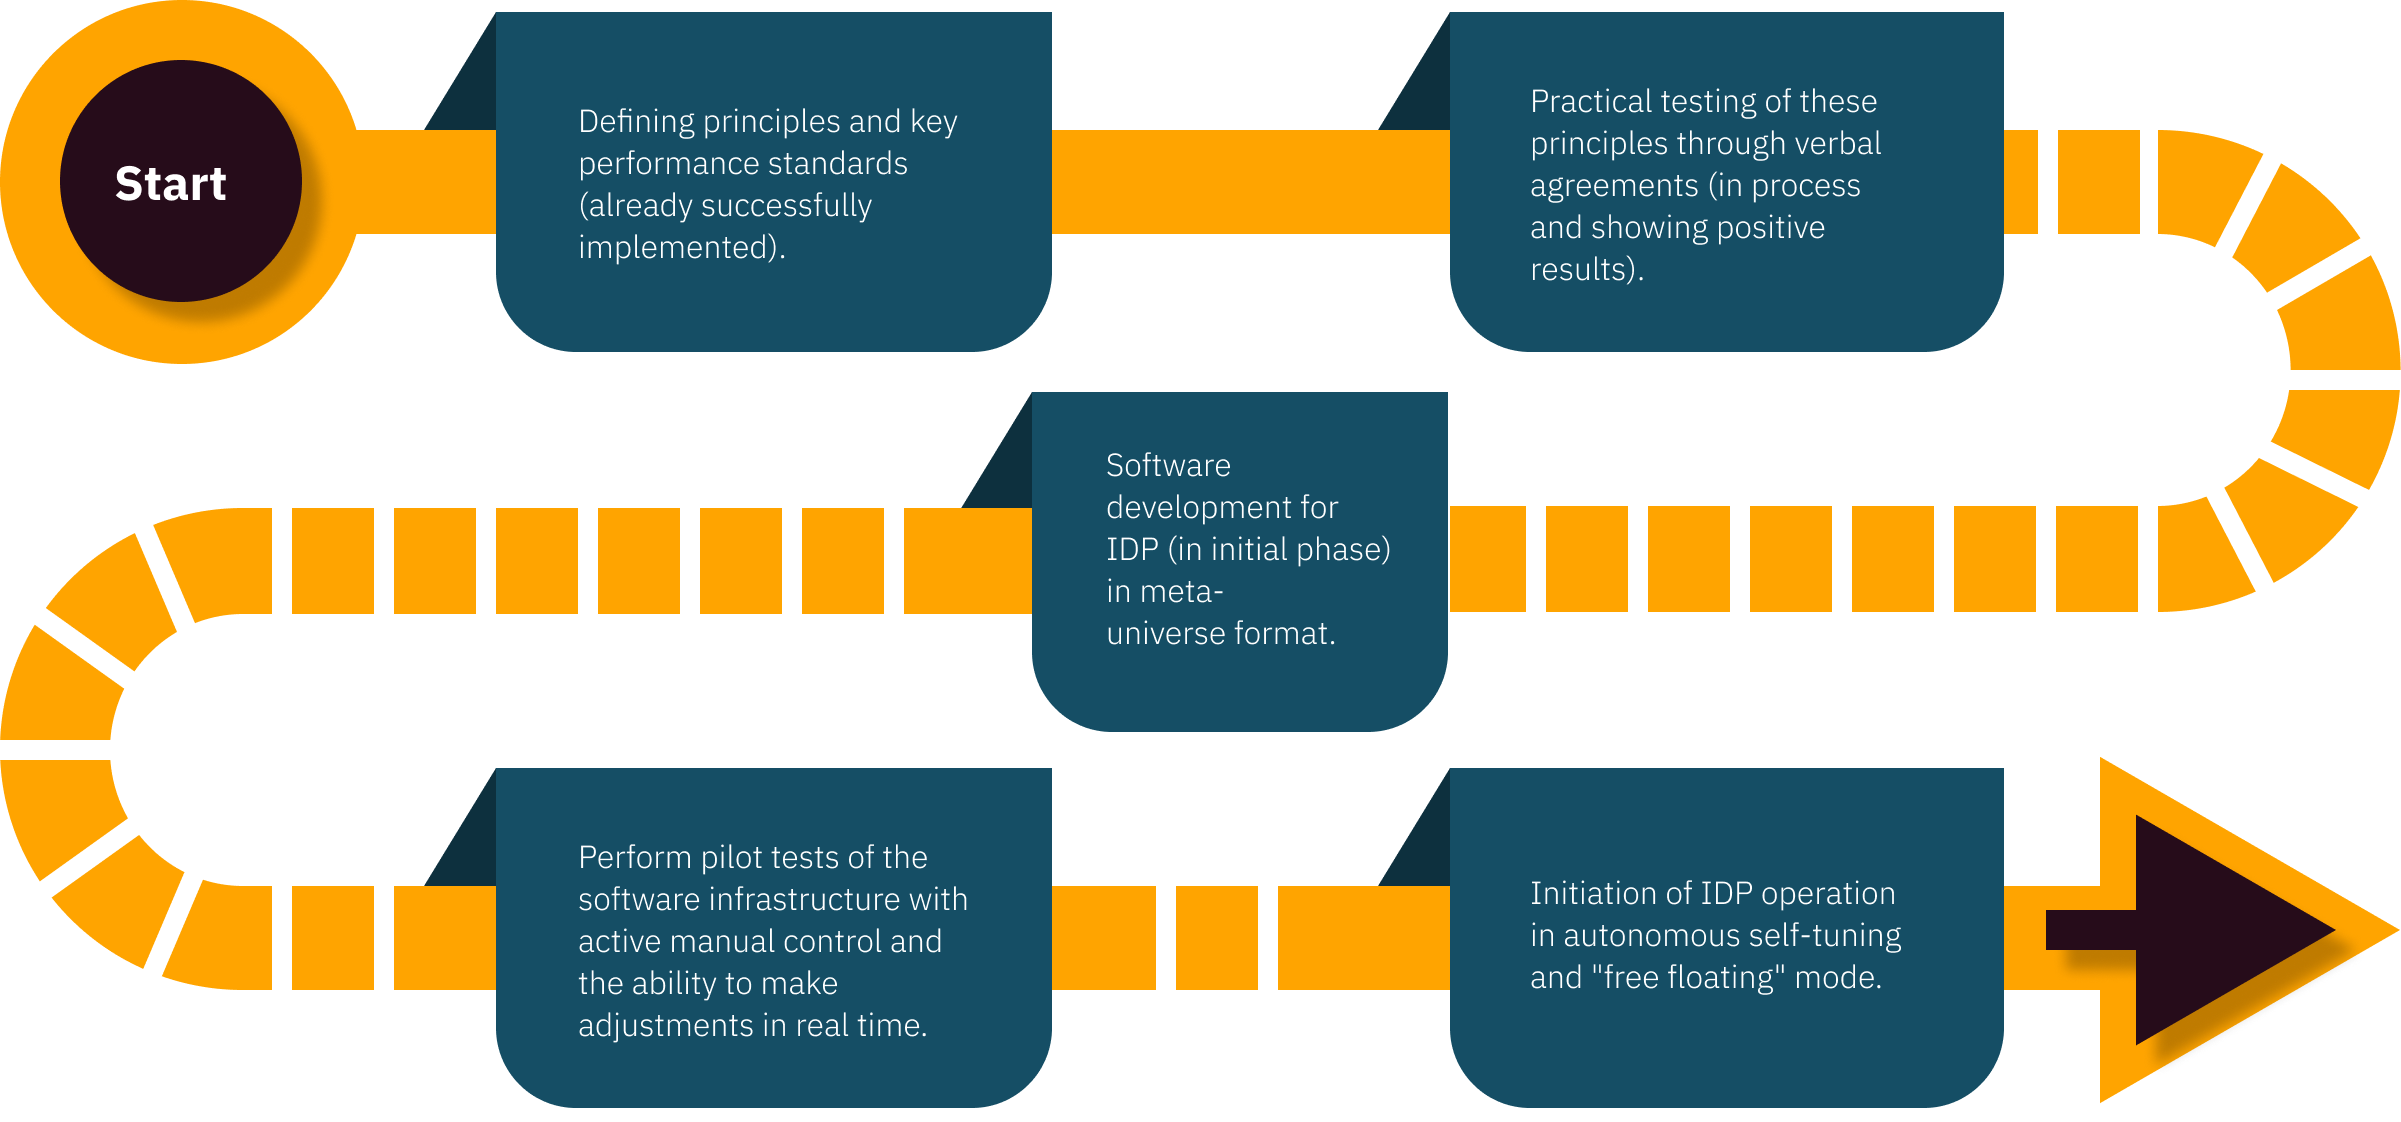 Start
Defining principles and key
performance standards
(already successfully
implemented).
Practical testing of these
principles through verbal
agreements (in process
and showing positive
results).
Software
development for
IDP (in initial phase)
in meta-
universe format.
Perform pilot tests of the
software infrastructure with
active manual control and
the ability to make
adjustments in real time.
Initiation of IDP operation
in autonomous self-tuning
and "free floating" mode.